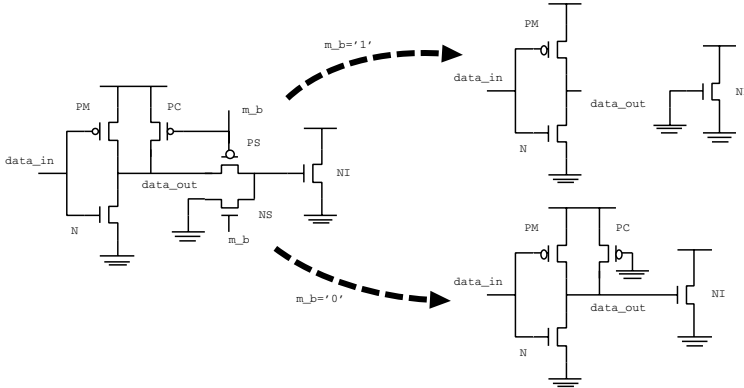 PM
m_b='1'
data_in
data_out
N
N
PM
PC
m_b
PS
data_in
data_out
NI
N
NS
m_b
PM
PC
data_in
NI
data_out
m_b='0'
N